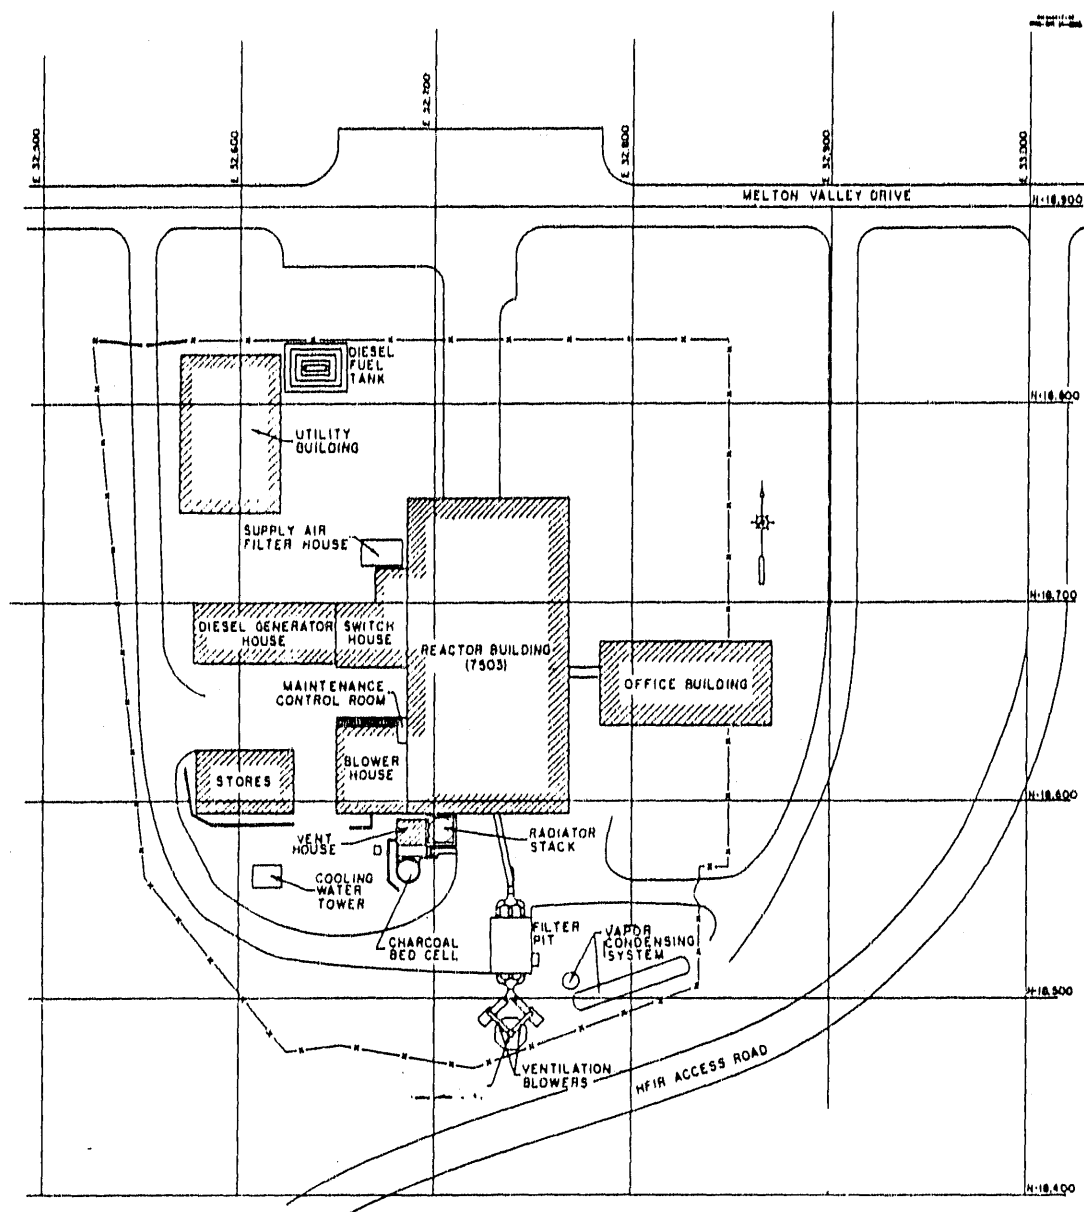 E 32,500
E 32,600
E 32,700
E 32,800
E 32,900
E 33,000
MELTON VALLEY DRIVE
N·18,900
DIESEL
FUEL
TANK
N·18,800
UTILITY
BUILDING
SUPPLY AIR
FILTER HOUSE
N·18,700
DIESEL GENERATOR
HOUSE
SWITCH
HOUSE
REACTOR BUILDING
(7503)
OFFICE BUILDING
MAINTENANCE
CONTROL ROOM
BLOWER
HOUSE
STORES
N·18,600
VENT
HOUSE
RADIATOR
STACK
COOLING
WATER
TOWER
CHARCOAL
BED CELL
FILTER
PIT
VAPOR
CONDENSING
SYSTEM
N·18,500
VENTILATION
BLOWERS
HFIR ACCESS ROAD
N·18,400